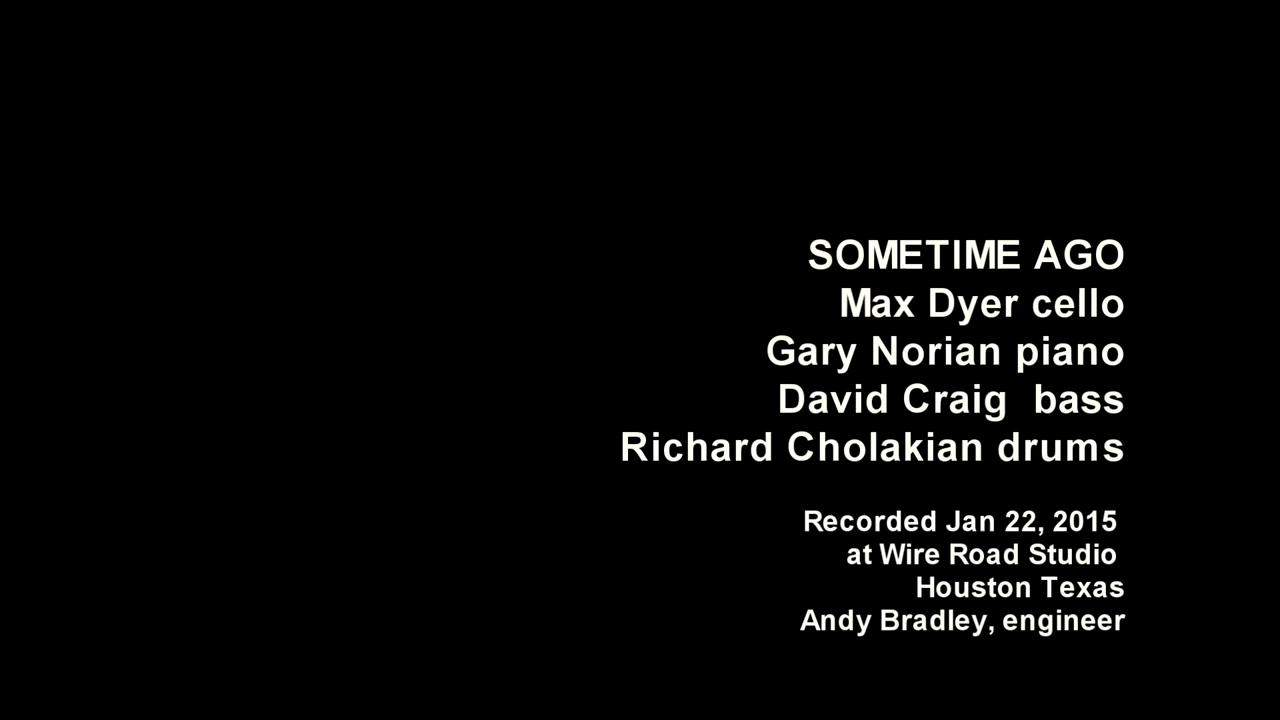 SOMETIME AGO
Max Dyer cello
Gary Norian piano
David Craig  bass
Richard Cholakian drums
Recorded Jan 22, 2015
at Wire Road Studio
Houston Texas
Andy Bradley, engineer